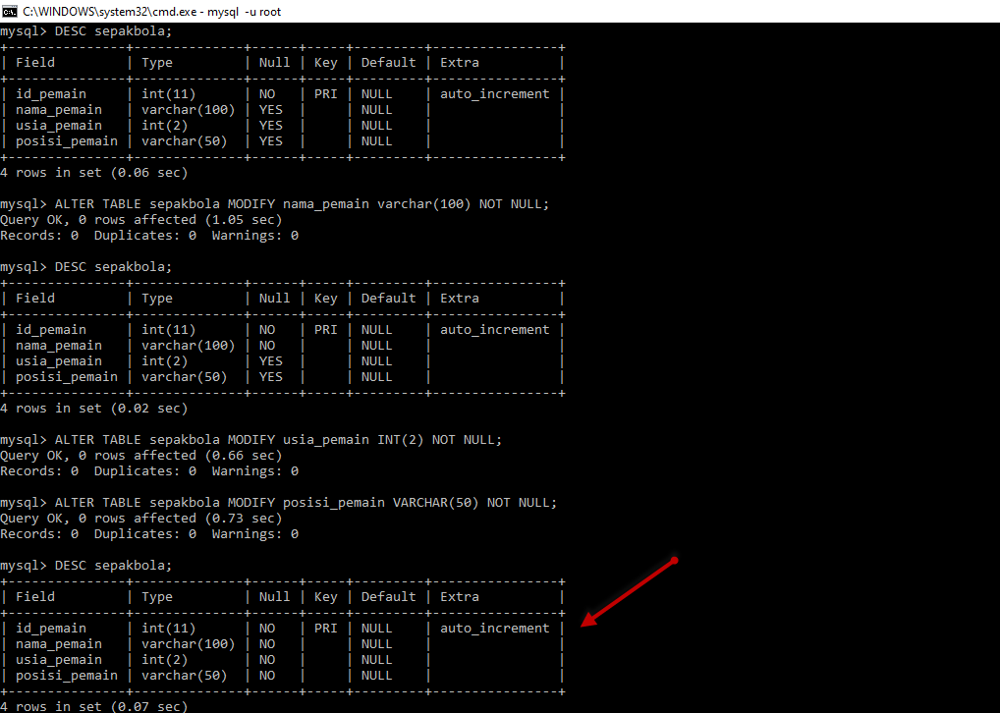 C:\WINDOWS\system32\cmd.exe - mysql  -u root
mysql> DESC sepakbola;
+---------------+--------------+------+-----+---------+----------------+
| Field         | Type         | Null | Key | Default | Extra          |
+---------------+--------------+------+-----+---------+----------------+
| id_pemain     | int(11)      | NO   | PRI | NULL    | auto_increment |
| nama_pemain   | varchar(100) | YES  |     | NULL    |                |
| usia_pemain   | int(2)       | YES  |     | NULL    |                |
| posisi_pemain | varchar(50)  | YES  |     | NULL    |                |
+---------------+--------------+------+-----+---------+----------------+
4 rows in set (0.06 sec)
mysql> ALTER TABLE sepakbola MODIFY nama_pemain varchar(100) NOT NULL;
Query OK, 0 rows affected (1.05 sec)
Records: 0  Duplicates: 0  Warnings: 0
mysql> DESC sepakbola;
+---------------+--------------+------+-----+---------+----------------+
| Field         | Type         | Null | Key | Default | Extra          |
+---------------+--------------+------+-----+---------+----------------+
| id_pemain     | int(11)      | NO   | PRI | NULL    | auto_increment |
| nama_pemain   | varchar(100) | NO   |     | NULL    |                |
| usia_pemain   | int(2)       | YES  |     | NULL    |                |
| posisi_pemain | varchar(50)  | YES  |     | NULL    |                |
+---------------+--------------+------+-----+---------+----------------+
4 rows in set (0.02 sec)
mysql> ALTER TABLE sepakbola MODIFY usia_pemain INT(2) NOT NULL;
Query OK, 0 rows affected (0.66 sec)
Records: 0  Duplicates: 0  Warnings: 0
mysql> ALTER TABLE sepakbola MODIFY posisi_pemain VARCHAR(50) NOT NULL;
Query OK, 0 rows affected (0.73 sec)
Records: 0  Duplicates: 0  Warnings: 0
mysql> DESC sepakbola;
+---------------+--------------+------+-----+---------+----------------+
| Field         | Type         | Null | Key | Default | Extra          |
+---------------+--------------+------+-----+---------+----------------+
| id_pemain     | int(11)      | NO   | PRI | NULL    | auto_increment |
| nama_pemain   | varchar(100) | NO   |     | NULL    |                |
| usia_pemain   | int(2)       | NO   |     | NULL    |                |
| posisi_pemain | varchar(50)  | NO   |     | NULL    |                |
+---------------+--------------+------+-----+---------+----------------+
4 rows in set (0.07 sec)